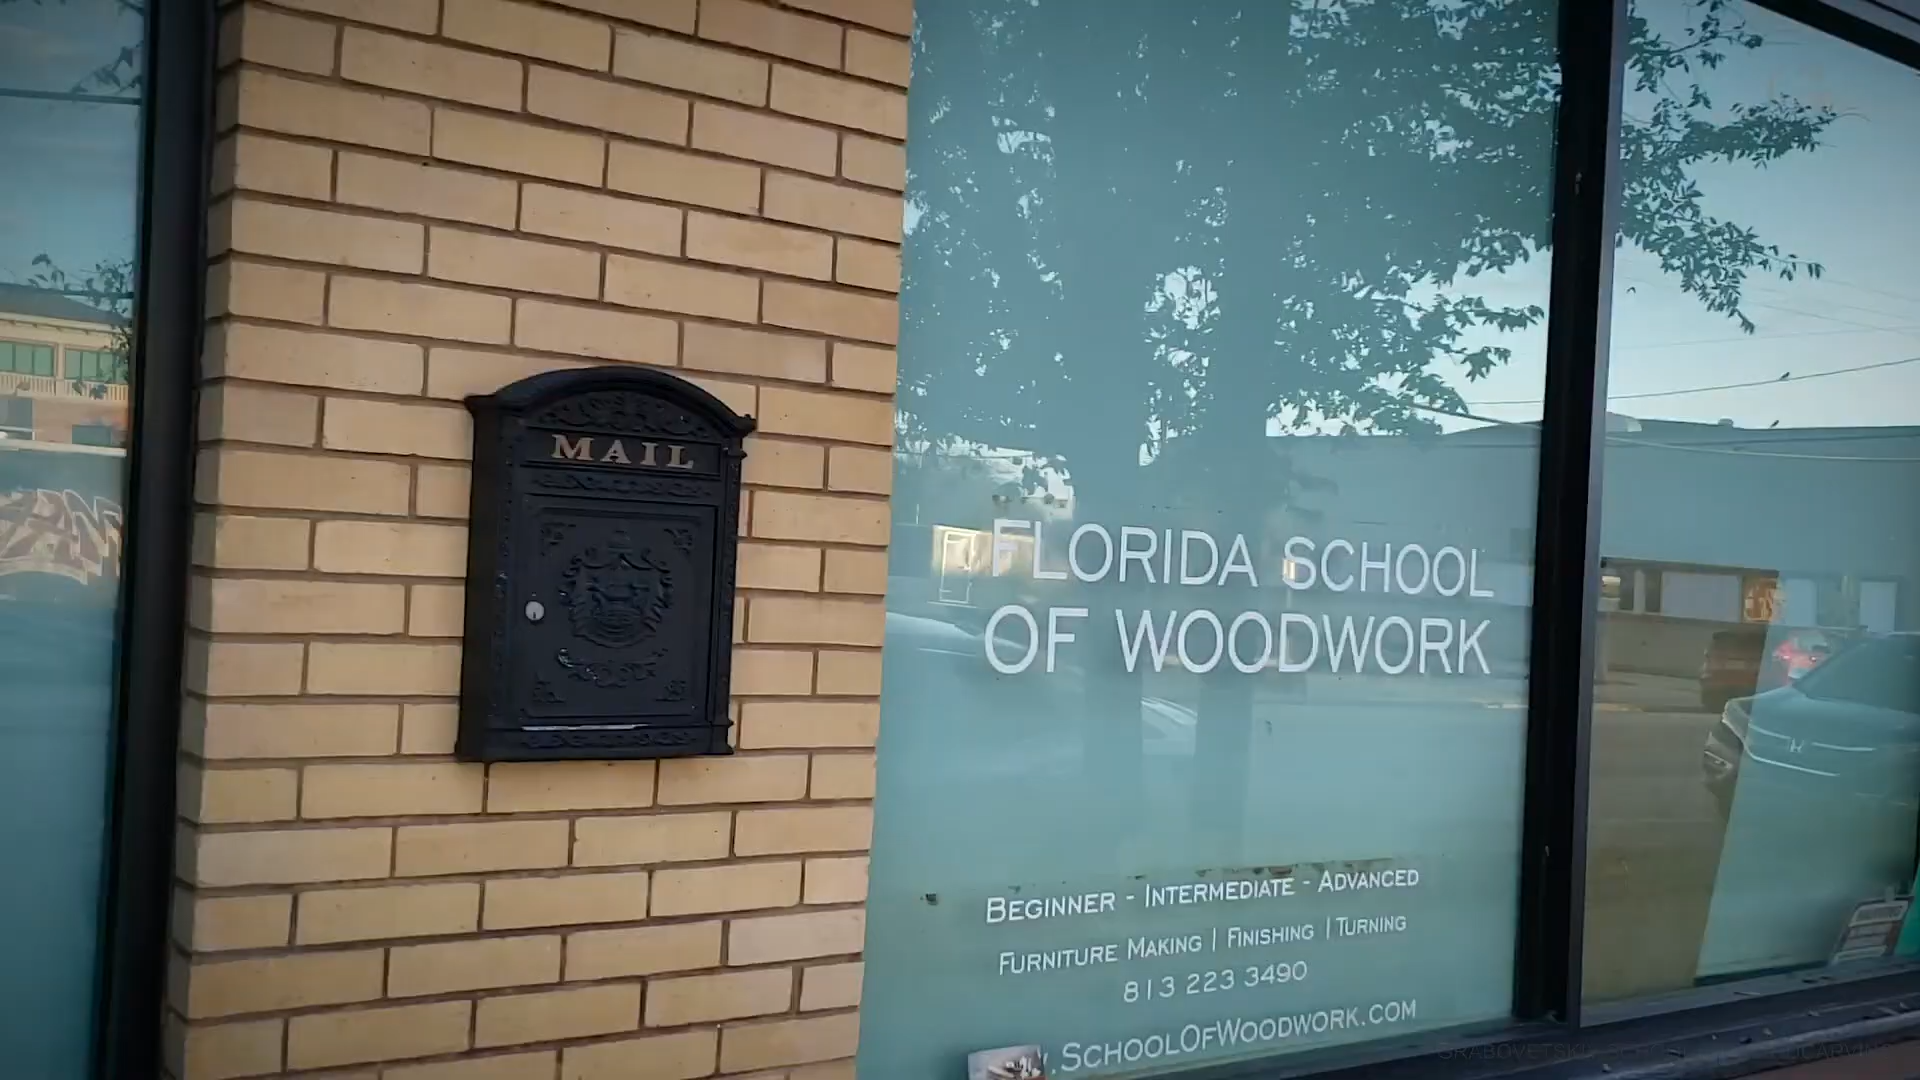 MAIL
FLORIDA SCHOOL
OF WOODWORK
BEGINNER - INTERMEDIATE - ADVANCED
FURNITURE MAKING | FINISHING | TURNING
813 223 3490
.SCHOOLOFWOODWORK.COM